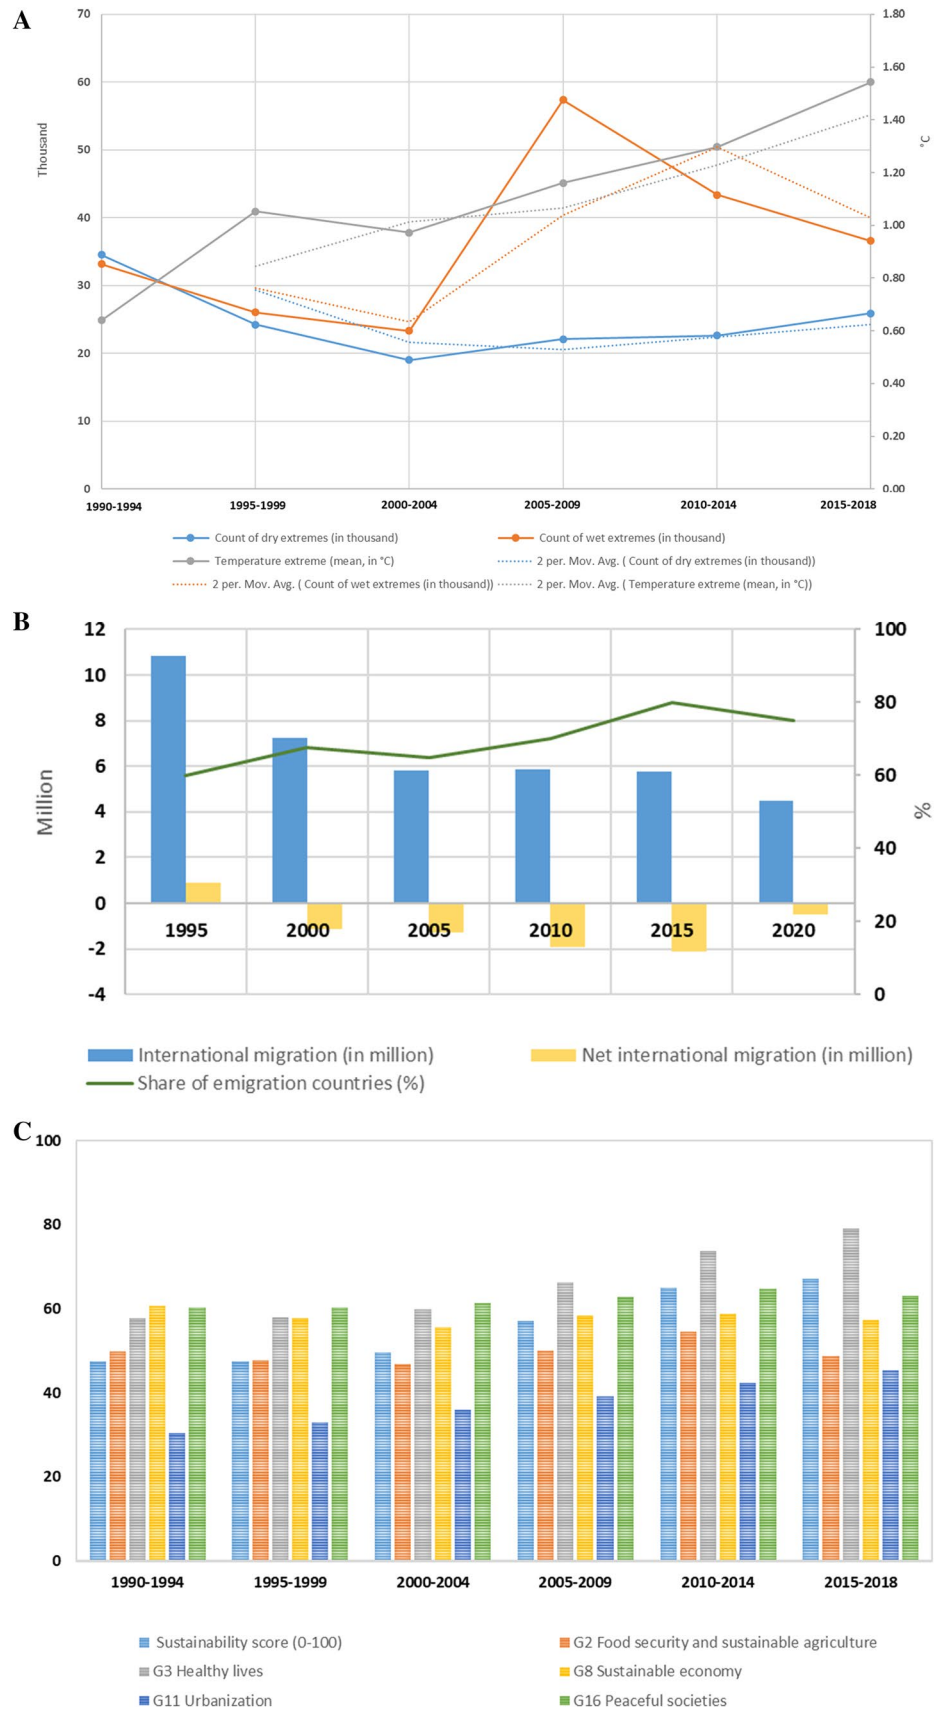 A
70
60
50
40
30
20
10
0
Thousand
1.80
1.60
1.40
1.20
1.00
0.80
0.60
0.40
0.20
0.00
°C
1990-1994 1995-1999 2000-2004 2005-2009 2010-2014 2015-2018
Count of dry extremes (in thousand) Count of wet extremes (in thousand)
Temperature extreme (mean, in °C) 2 per. Mov. Avg. ( Count of dry extremes (in thousand))
2 per. Mov. Avg. ( Count of wet extremes (in thousand)) 2 per. Mov. Avg. ( Temperature extreme (mean, in °C))
B
12
10
8
6
4
2
0
-2
-4
Million
100
80
60
40
20
0
%
1995 2000 2005 2010 2015 2020
International migration (in million) Net international migration (in million)
Share of emigration countries (%)
C
100
80
60
40
20
0
1990-1994 1995-1999 2000-2004 2005-2009 2010-2014 2015-2018
Sustainability score (0-100) G2 Food security and sustainable agriculture
G3 Healthy lives G8 Sustainable economy
G11 Urbanization G16 Peaceful societies